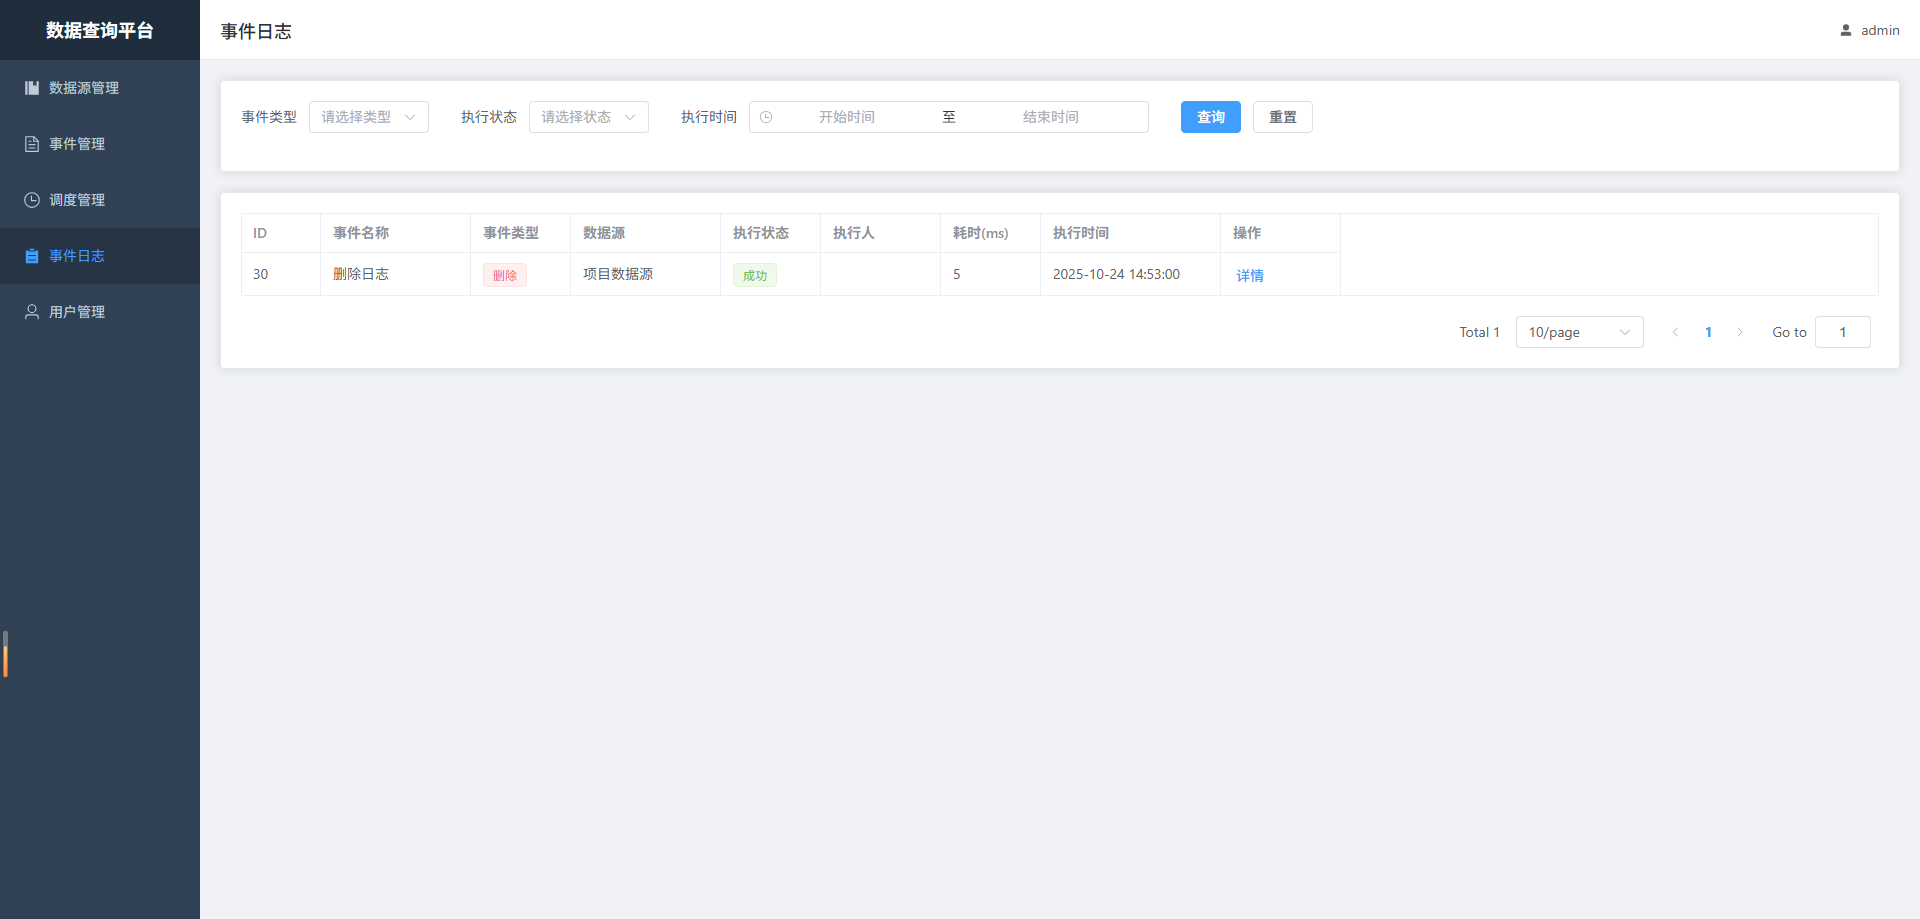 数据查询平台
事件日志
admin
数据源管理
事件管理
调度管理
事件日志
用户管理
事件类型 请选择类型 执行状态 请选择状态 执行时间 开始时间 至 结束时间 查询 重置
ID 事件名称 事件类型 数据源 执行状态 执行人 耗时(ms) 执行时间 操作
30 删除日志 删除 项目数据源 成功 5 2025-10-24 14:53:00 详情
Total 1 10/page 1 Go to 1